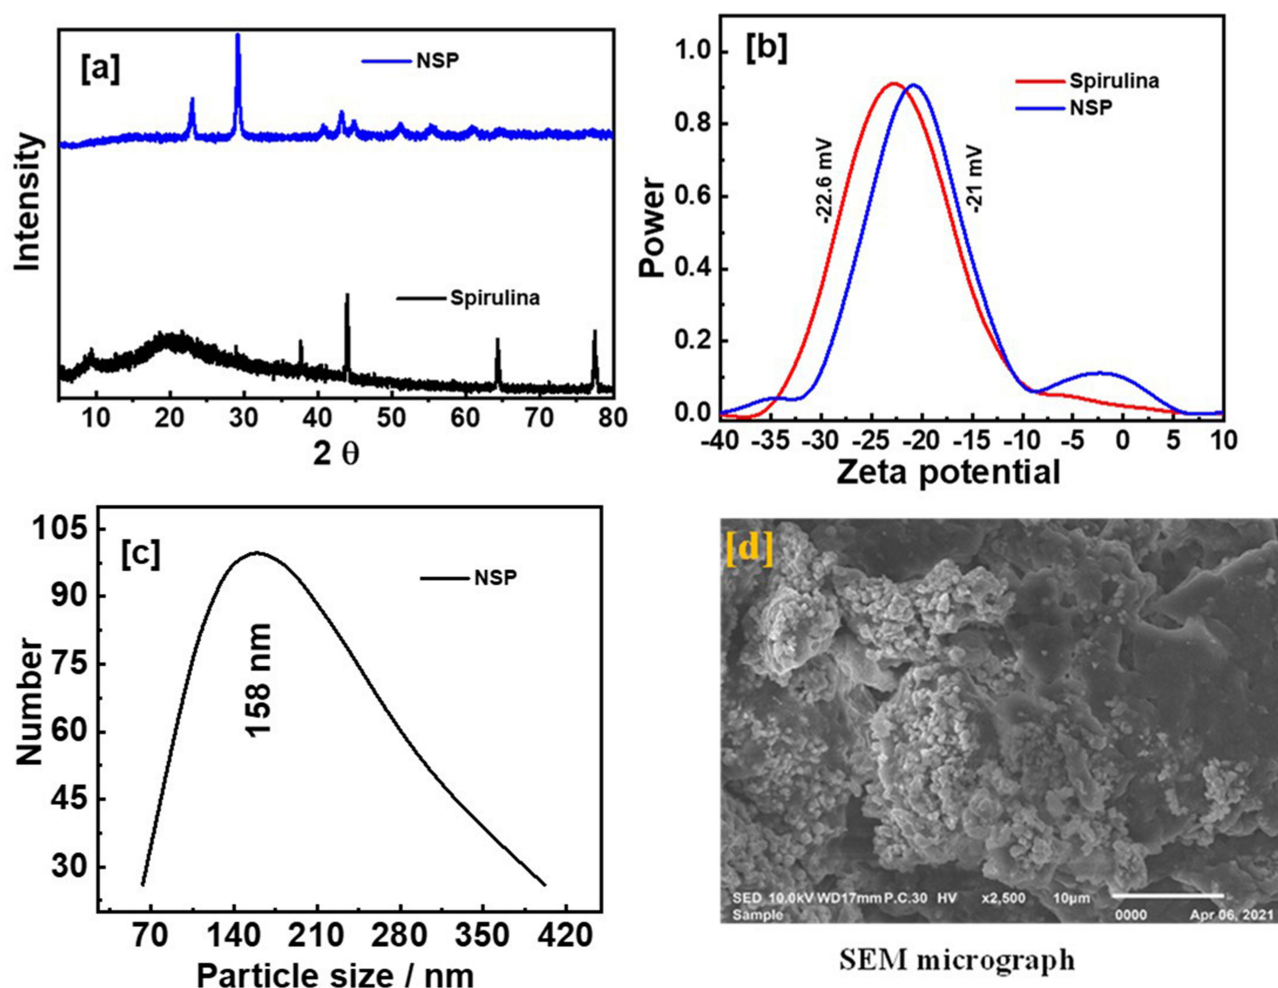 [a]
NSP
Spirulina
Intensity
10 20 30 40 50 60 70 80
2 θ
[b]
Spirulina
NSP
-22.6 mV
-21 mV
Power
1.0
0.8
0.6
0.4
0.2
0.0
-40 -35 -30 -25 -20 -15 -10 -5 0 5 10
Zeta potential
[c]
NSP
158 nm
Number
105
90
75
60
45
30
70 140 210 280 350 420
Particle size / nm
[d]
SED 10.0kV WD17mm P.C.30 HV x2,500 10μm
Sample 0000 Apr 06, 2021
SEM micrograph